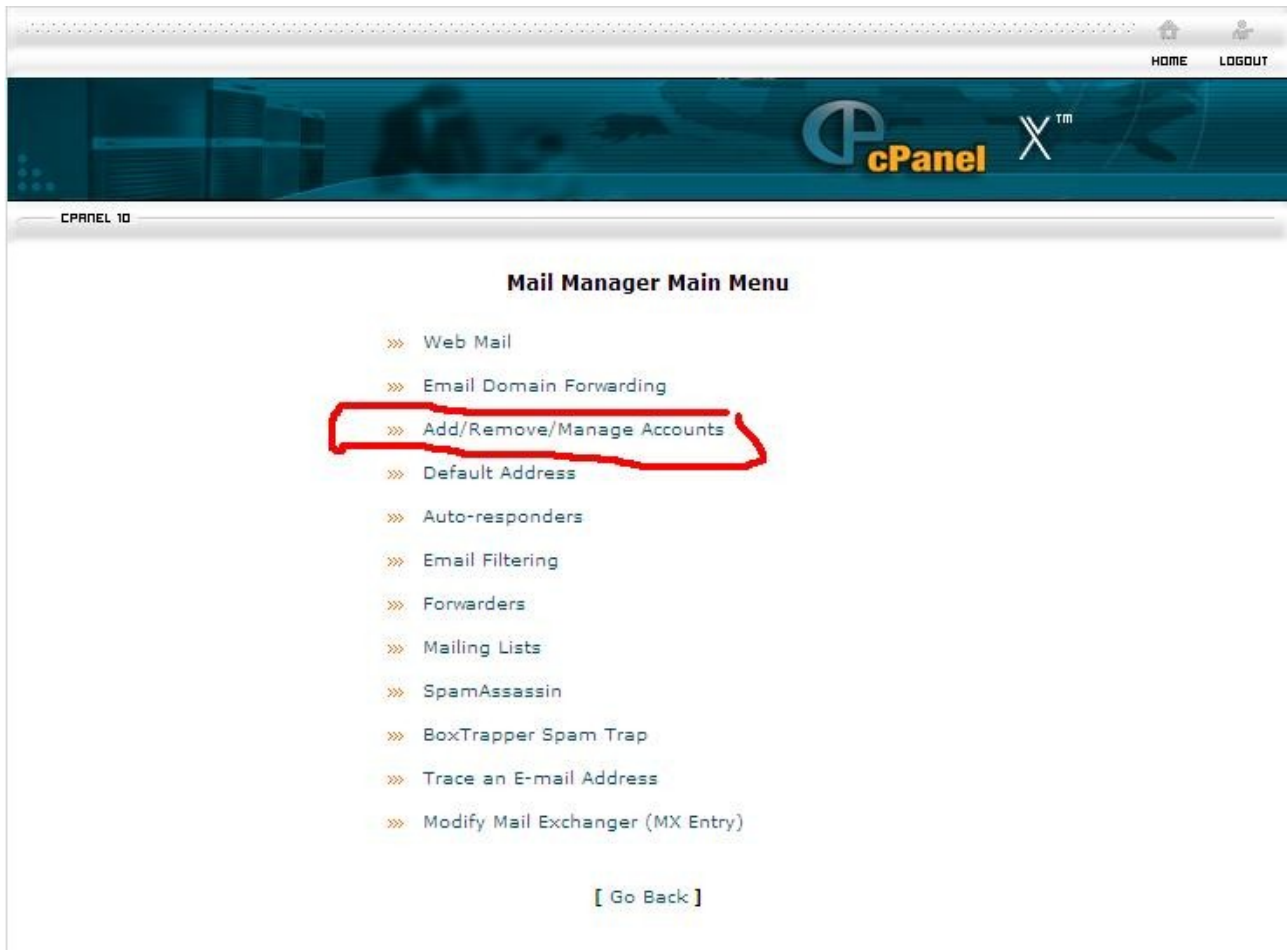 HOME LOGOUT
cPanel X™
CPANEL 10
Mail Manager Main Menu
Web Mail
Email Domain Forwarding
Add/Remove/Manage Accounts
Default Address
Auto-responders
Email Filtering
Forwarders
Mailing Lists
SpamAssassin
BoxTrapper Spam Trap
Trace an E-mail Address
Modify Mail Exchanger (MX Entry)
[ Go Back ]